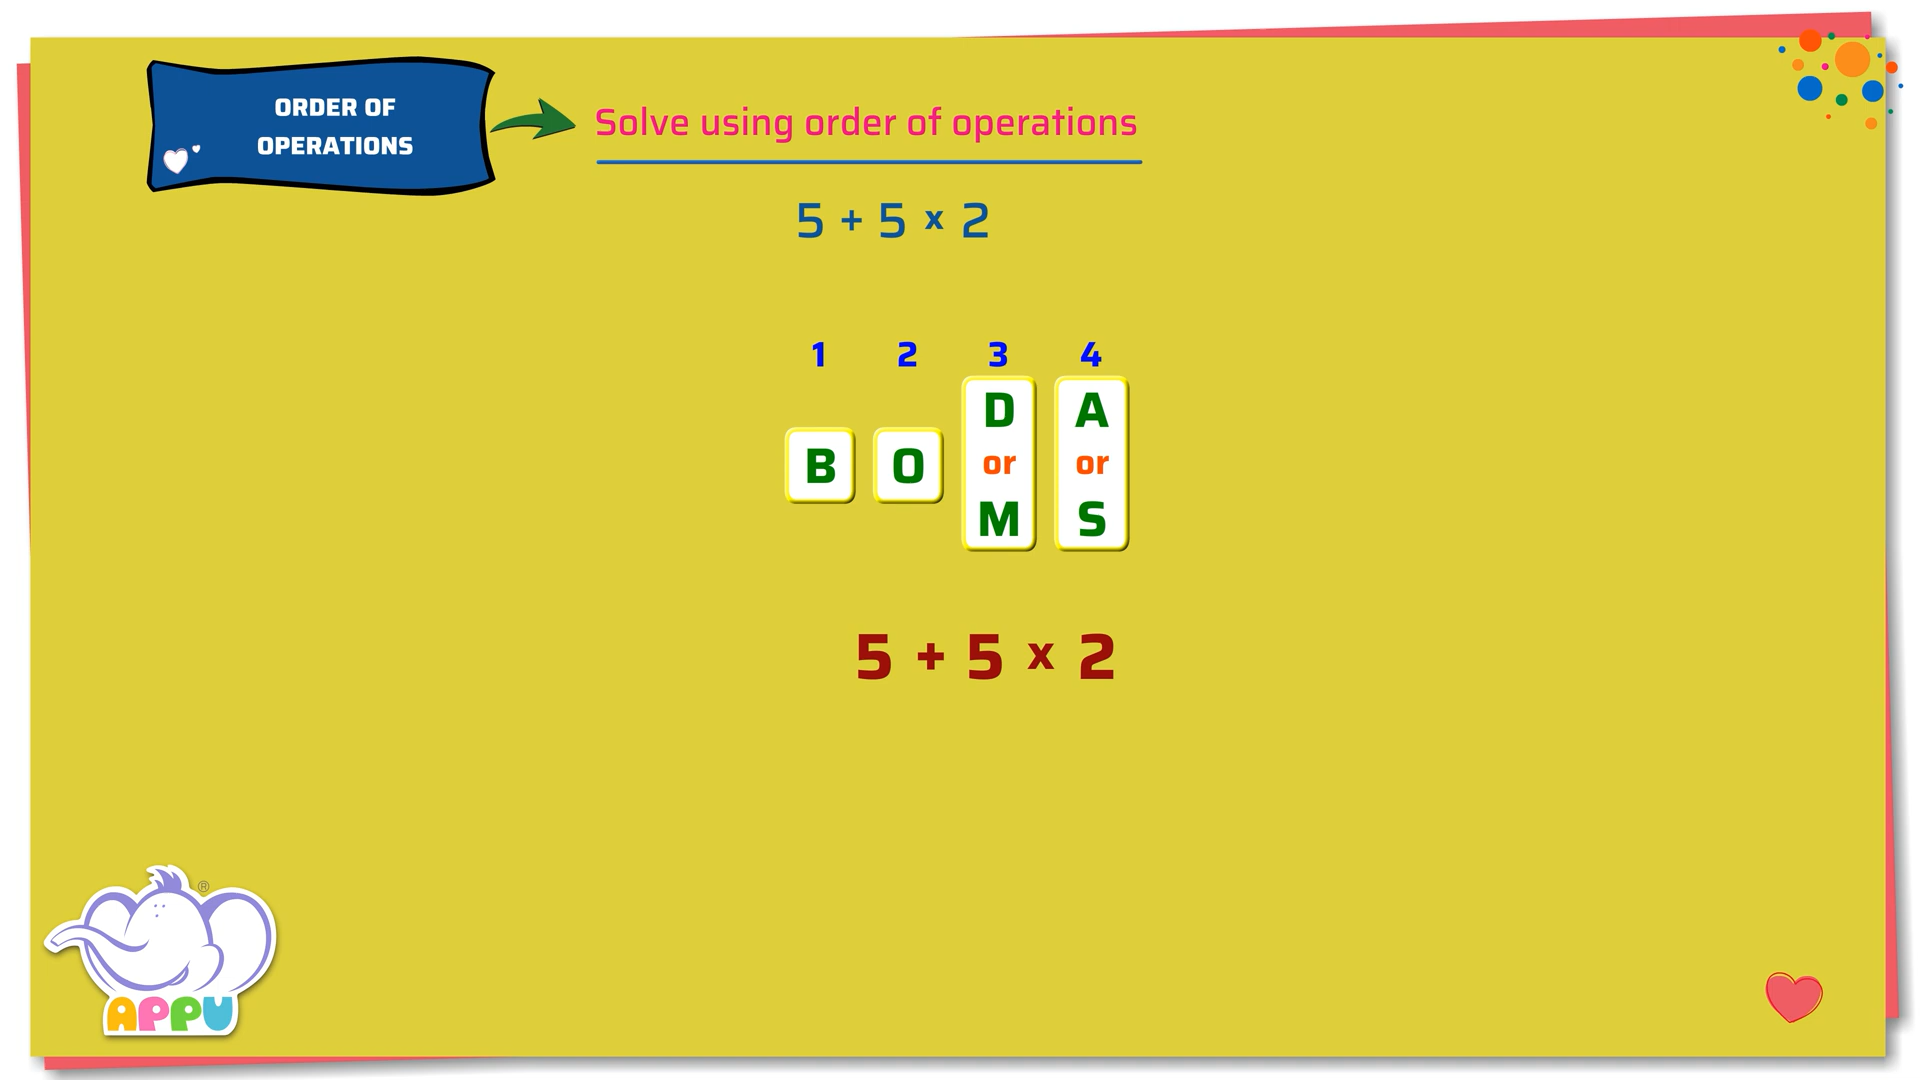 ORDER OF
OPERATIONS
Solve using order of operations
5 + 5 x 2
1 2 3 4
B O D or M A or S
5 + 5 x 2
®
APPU